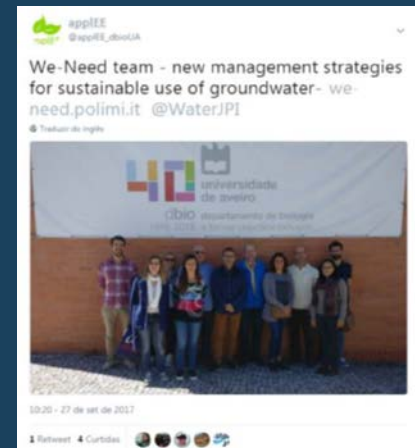 applEE
@applEE_dbioUA
We-Need team - new management strategies
for sustainable use of groundwater- we-
need.polimi.it @WaterJPI
Traduzir do inglês
40
universidade
de aveiro
dbio departamento de biologia
10:20 - 27 de set de 2017
1 Retweet 4 Curtidas